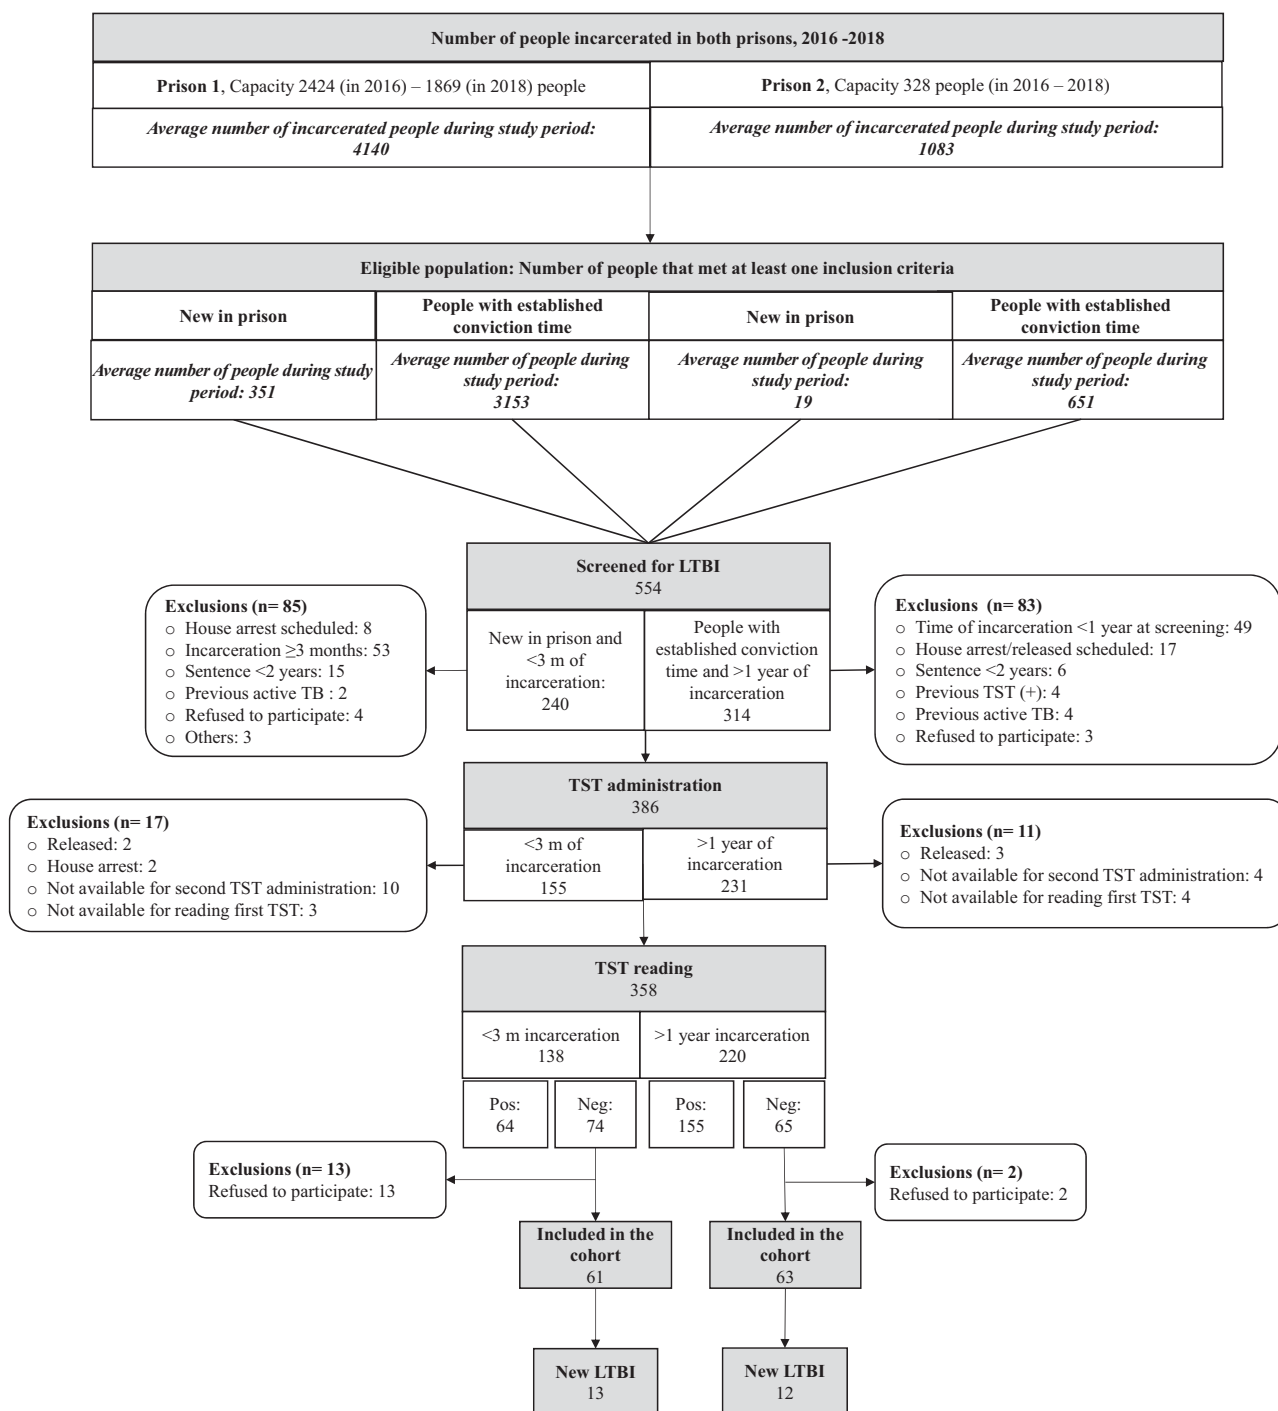 Number of people incarcerated in both prisons, 2016 -2018
Prison 1, Capacity 2424 (in 2016) – 1869 (in 2018) people
Prison 2, Capacity 328 people (in 2016 – 2018)
Average number of incarcerated people during study period:
4140
Average number of incarcerated people during study period:
1083
Eligible population: Number of people that met at least one inclusion criteria
New in prison
People with established
conviction time
New in prison
People with established
conviction time
Average number of people during study
period: 351
Average number of people during
study period:
3153
Average number of people during
study period:
19
Average number of people during
study period:
651
Screened for LTBI
554
New in prison and
<3 m of
incarceration:
240
People with
established
conviction time
and >1 year of
incarceration
314
Exclusions (n= 85)
o House arrest scheduled: 8
o Incarceration ≥3 months: 53
o Sentence <2 years: 15
o Previous active TB : 2
o Refused to participate: 4
o Others: 3
Exclusions (n= 83)
o Time of incarceration <1 year at screening: 49
o House arrest/released scheduled: 17
o Sentence <2 years: 6
o Previous TST (+): 4
o Previous active TB: 4
o Refused to participate: 3
TST administration
386
<3 m of
incarceration
155
>1 year of
incarceration
231
Exclusions (n= 17)
o Released: 2
o House arrest: 2
o Not available for second TST administration: 10
o Not available for reading first TST: 3
Exclusions (n= 11)
o Released: 3
o Not available for second TST administration: 4
o Not available for reading first TST: 4
TST reading
358
<3 m incarceration
138
>1 year incarceration
220
Pos:
64
Neg:
74
Pos:
155
Neg:
65
Exclusions (n= 13)
Refused to participate: 13
Exclusions (n= 2)
Refused to participate: 2
Included in the
cohort
61
Included in the
cohort
63
New LTBI
13
New LTBI
12